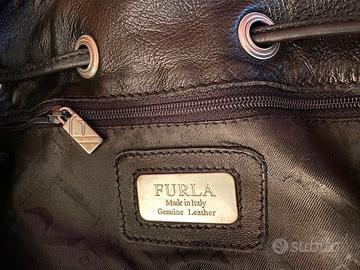 FURLA
Made in Italy
Genuine Leather
subito